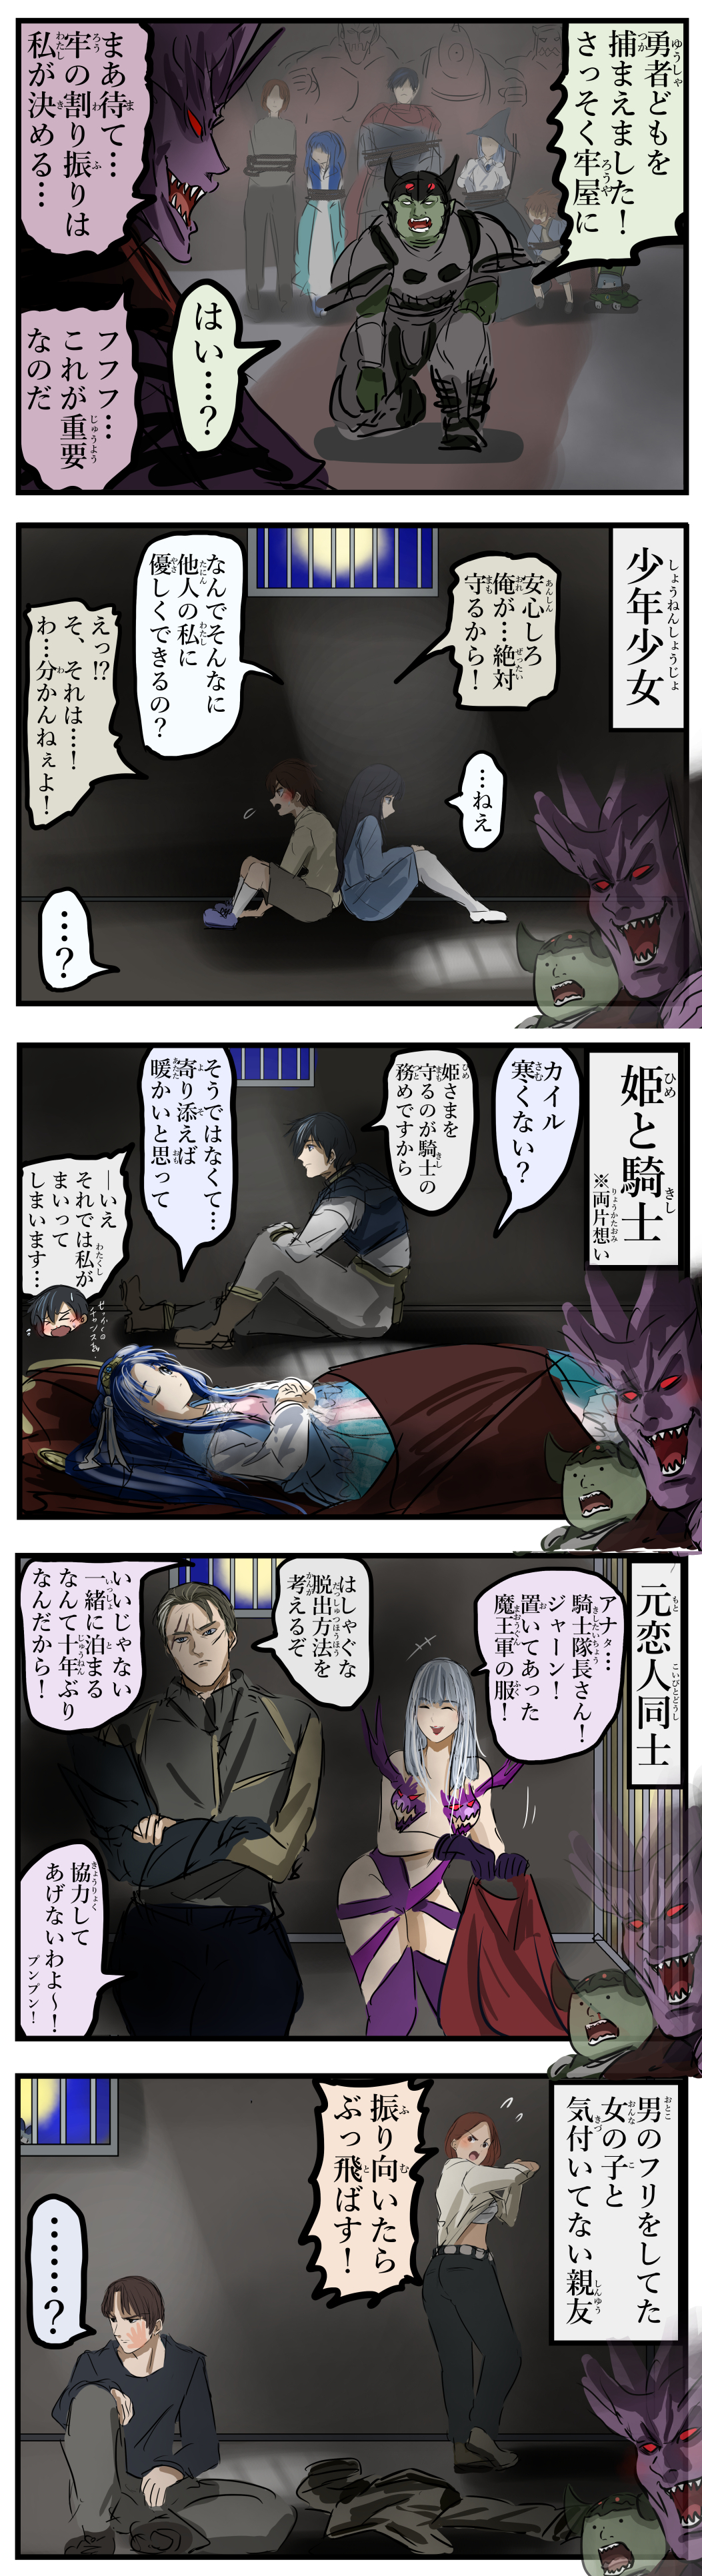 勇者どもを
捕まえました！
さっそく牢屋に
まあ待て…
牢の割り振りは
私が決める…
はい…？
フフフ…
これが重要
なのだ
少年少女
安心しろ
俺が…絶対
守るから！
…ねえ
なんでそんなに
他人の私に
優しくできるの？
えっ!?
そ、それは…！
わ…分かんねぇよ！
…？
姫と騎士
※両片想い
カイル
寒くない？
姫さまを
守るのが騎士の
務めですから
そうではなくて…
寄り添えば
暖かいと思って
―いえ
それでは私が
まいって
しまいます…
せっかくの
チャンスが…
元恋人同士
アナタ…
騎士隊長さん！
ジャーン！
置いてあった
魔王軍の服！
はしゃぐな
脱出方法を
考えるぞ
いいじゃない
一緒に泊まる
なんて十年ぶり
なんだから！
協力して
あげないわよ～！
プンプン！
男のフリをしてた
女の子と
気付いてない親友
振り向いたら
ぶっ飛ばす！
……？